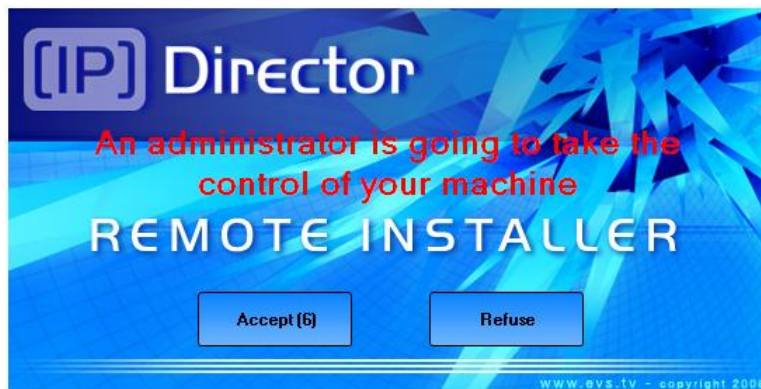 [IP] Director
An administrator is going to take the
control of your machine
REMOTE INSTALLER
Accept (6)
Refuse
www.evs.tv - copyright